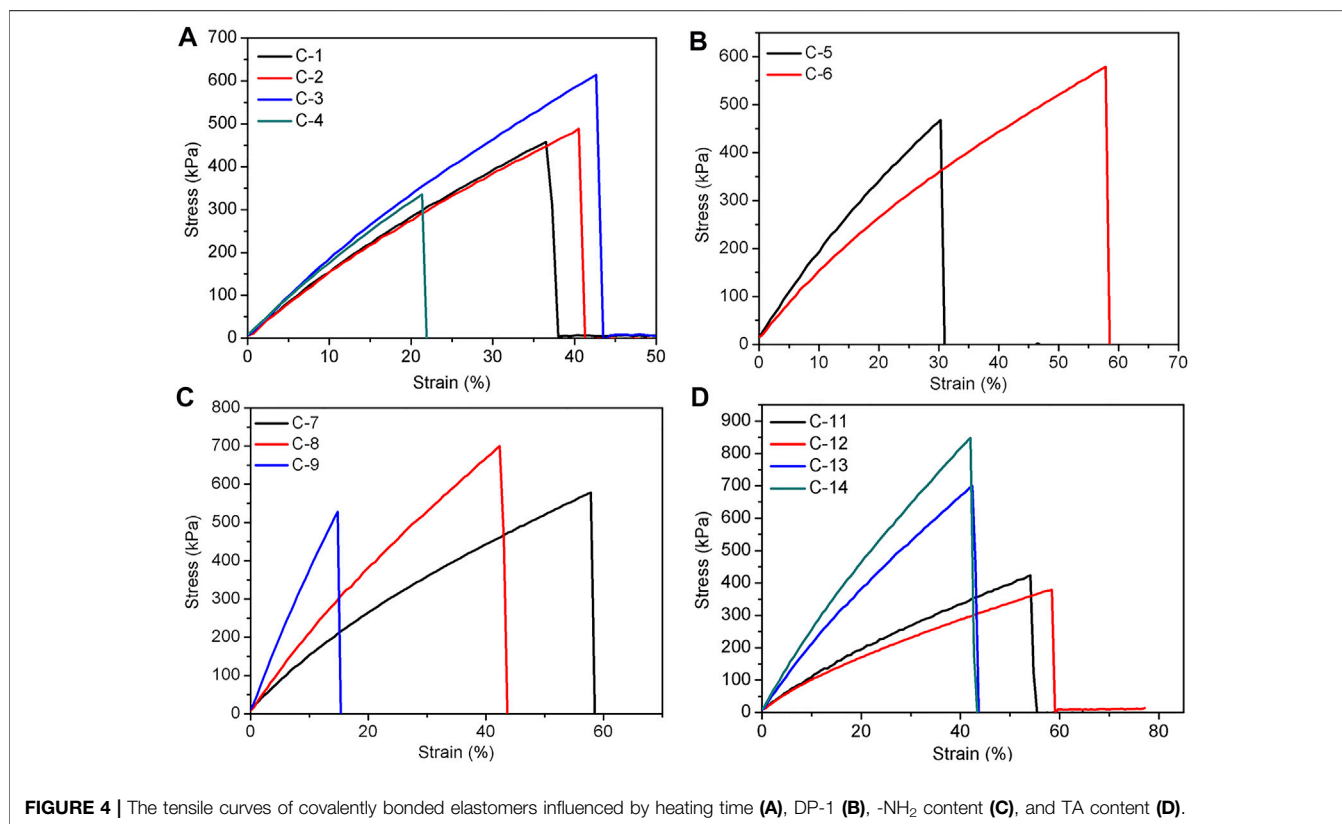 A
C-1
C-2
C-3
C-4
700
600
500
400
300
200
100
0
Stress (kPa)
0 10 20 30 40 50
Strain (%)
B
C-5
C-6
600
500
400
300
200
100
0
Stress (kPa)
0 10 20 30 40 50 60 70
Strain (%)
C
C-7
C-8
C-9
800
700
600
500
400
300
200
100
0
Stress (kPa)
0 20 40 60
Strain (%)
D
C-11
C-12
C-13
C-14
900
800
700
600
500
400
300
200
100
0
Stress (kPa)
0 20 40 60 80
Strain (%)
FIGURE 4 | The tensile curves of covalently bonded elastomers influenced by heating time (A), DP-1 (B), -NH₂ content (C), and TA content (D).